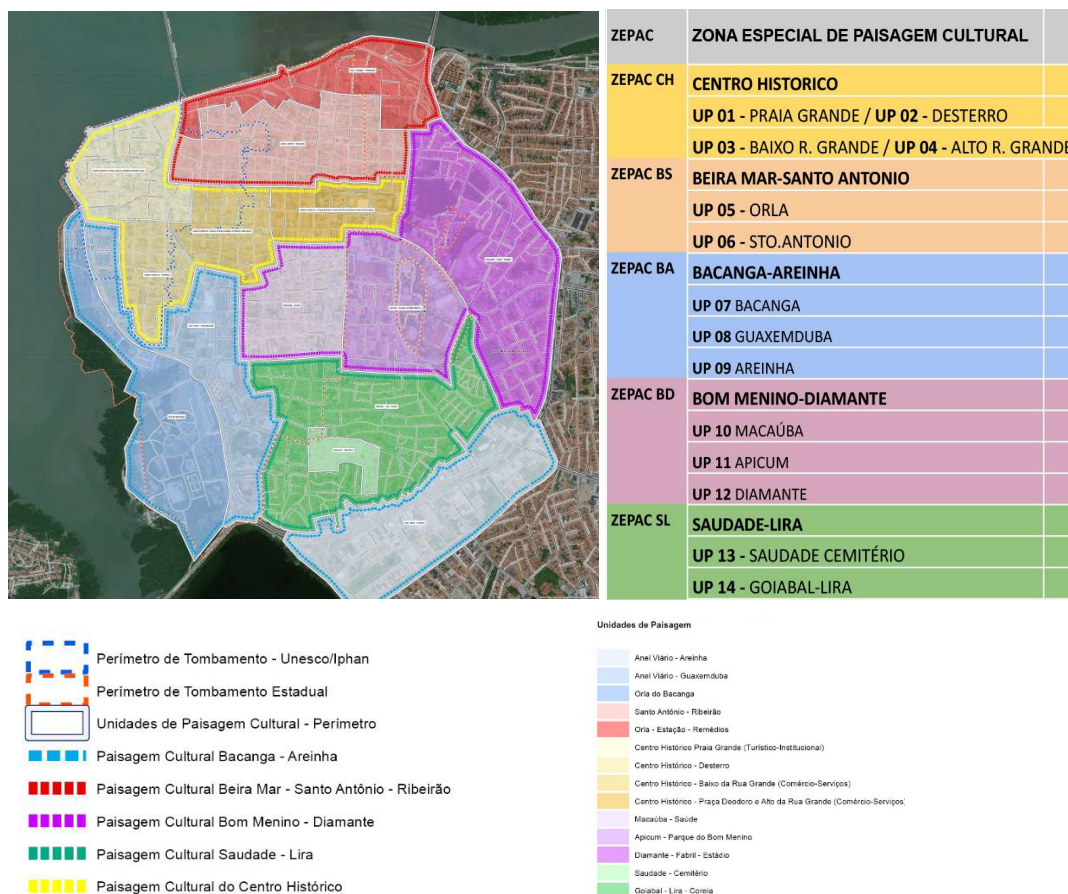 ZEPAC ZONA ESPECIAL DE PAISAGEM CULTURAL
ZEPAC CH CENTRO HISTORICO
UP 01 - PRAIA GRANDE / UP 02 - DESTERRO
UP 03 - BAIXO R. GRANDE / UP 04 - ALTO R. GRANDE
ZEPAC BS BEIRA MAR-SANTO ANTONIO
UP 05 - ORLA
UP 06 - STO.ANTONIO
ZEPAC BA BACANGA-AREINHA
UP 07 BACANGA
UP 08 GUAXEMDUBA
UP 09 AREINHA
ZEPAC BD BOM MENINO-DIAMANTE
UP 10 MACAÚBA
UP 11 APICUM
UP 12 DIAMANTE
ZEPAC SL SAUDADE-LIRA
UP 13 - SAUDADE CEMITÉRIO
UP 14 - GOIABAL-LIRA
Perímetro de Tombamento - Unesco/Iphan
Perímetro de Tombamento Estadual
Unidades de Paisagem Cultural - Perímetro
Paisagem Cultural Bacanga - Areinha
Paisagem Cultural Beira Mar - Santo Antônio - Ribeirão
Paisagem Cultural Bom Menino - Diamante
Paisagem Cultural Saudade - Lira
Paisagem Cultural do Centro Histórico
Unidades de Paisagem
Anel Viário - Areinha
Anel Viário - Guaxemduba
Orla do Bacanga
Santo Antônio - Ribeirão
Orla - Estação - Remédios
Centro Histórico Praia Grande (Turístico-Institucional)
Centro Histórico - Desterro
Centro Histórico - Baixo da Rua Grande (Comércio-Serviços)
Centro Histórico - Praça Deodoro e Alto da Rua Grande (Comércio-Serviços)
Macaúba - Saúde
Apicum - Parque do Bom Menino
Diamante - Fabril - Estádio
Saudade - Cemitério
Goiabal - Lira - Coreia